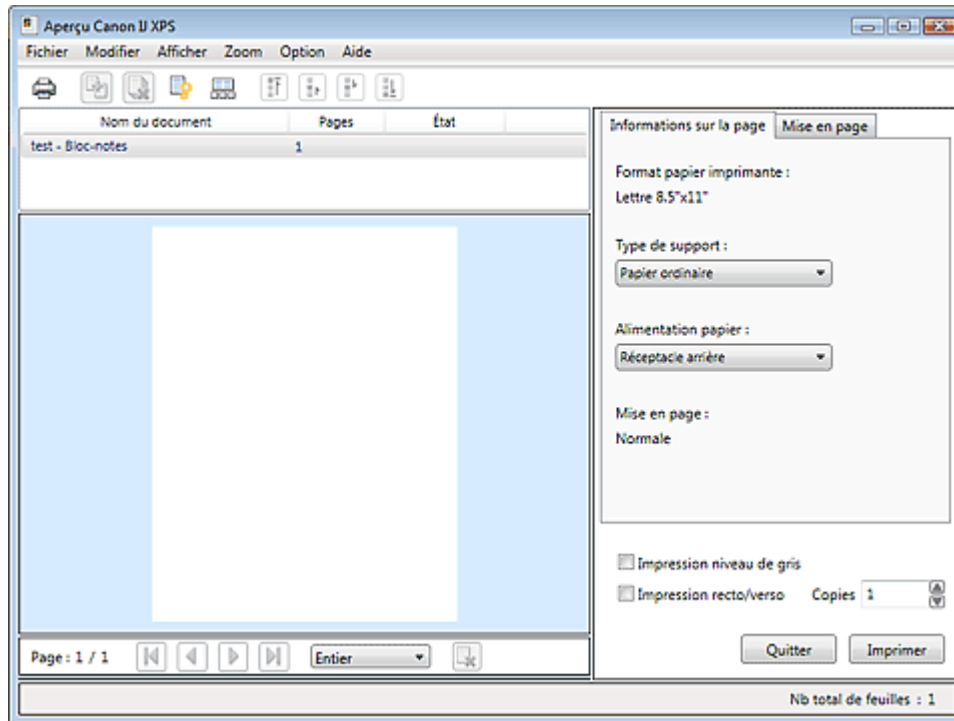 Aperçu Canon IJ XPS
Fichier Modifier Afficher Zoom Option Aide
Nom du document Pages État
test - Bloc-notes 1
Informations sur la page Mise en page
Format papier imprimante :
Lettre 8.5"x11"
Type de support :
Papier ordinaire
Alimentation papier :
Réceptacle arrière
Mise en page :
Normale
Impression niveau de gris
Impression recto/verso Copies 1
Page : 1 / 1 Entier
Quitter Imprimer
Nb total de feuilles : 1